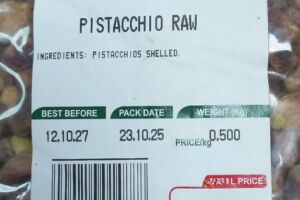 PISTACCHIO RAW
INGREDIENTS: PISTACCHIOS SHELLED.
BEST BEFORE PACK DATE WEIGHT (Kg)
12.10.27 23.10.25 0,500
PRICE/kg
TOTAL PRICE